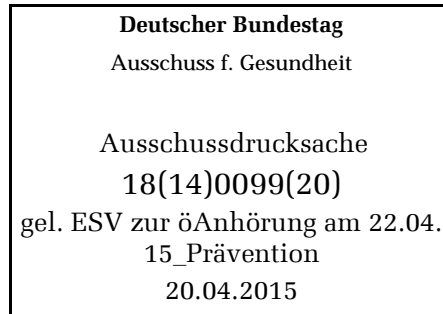 Deutscher Bundestag
Ausschuss f. Gesundheit
Ausschussdrucksache
18(14)0099(20)
gel. ESV zur öAnhörung am 22.04.
15_Prävention
20.04.2015